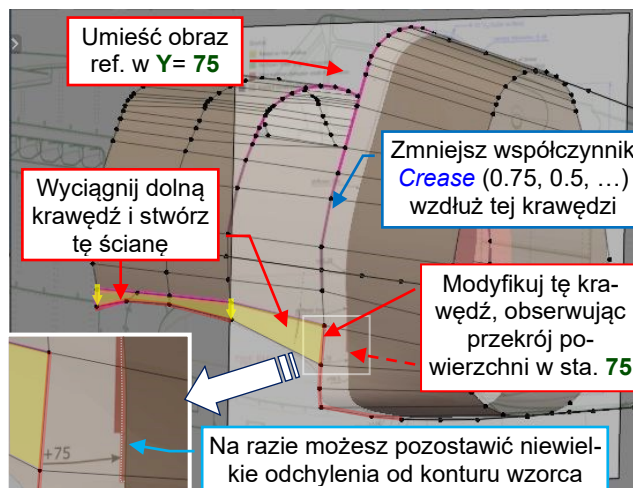 Umieść obraz
ref. w Y= 75
Zmniejsz współczynnik
Crease (0.75, 0.5, …)
wzdłuż tej krawędzi
Wyciągnij dolną
krawędź i stwórz
tę ścianę
Modyfikuj tę kra-
wędź, obserwując
przekrój po-
wierzchni w sta. 75
+75
Na razie możesz pozostawić niewiel-
kie odchylenia od konturu wzorca